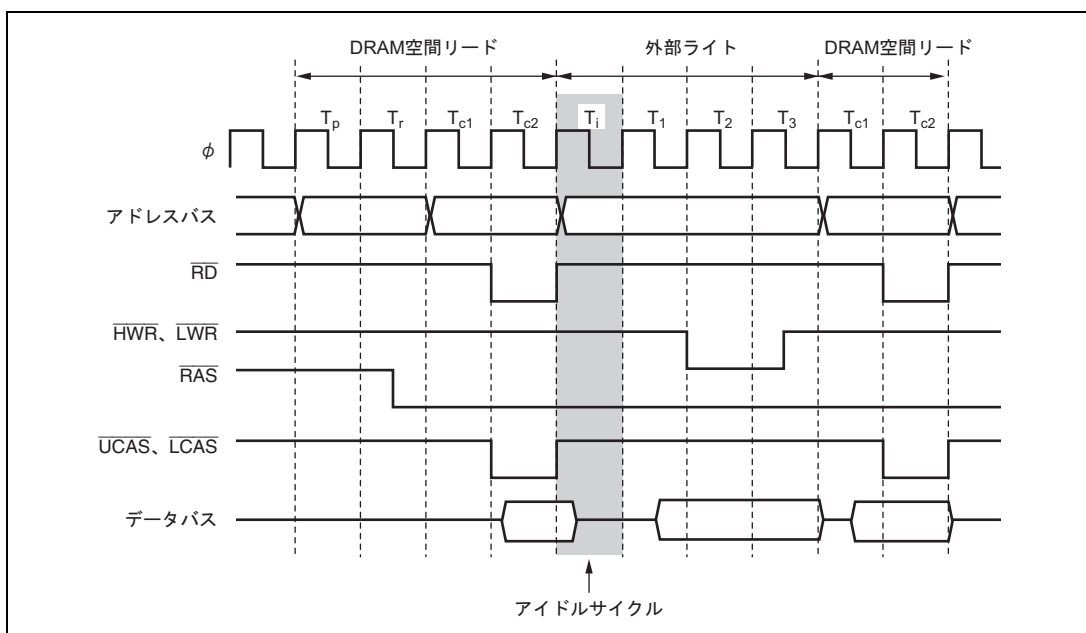 DRAM空間リード 外部ライト DRAM空間リード
Tp Tr Tc1 Tc2 Ti T1 T2 T3 Tc1 Tc2
φ
アドレスバス
RD
HWR、LWR
RAS
UCAS、LCAS
データバス
アイドルサイクル